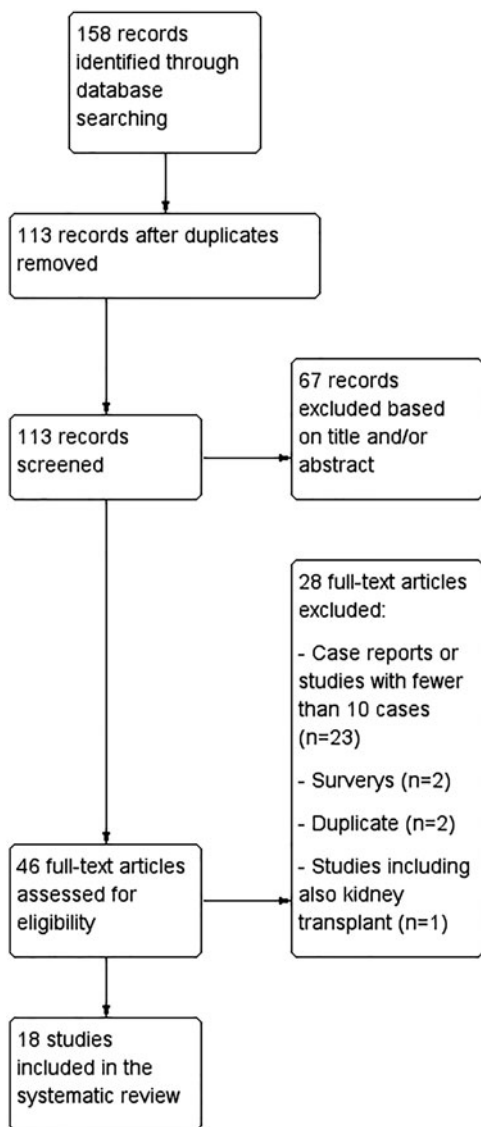 158 records
identified through
database
searching
113 records after duplicates
removed
113 records
screened
67 records
excluded based
on title and/or
abstract
28 full-text articles
excluded:
- Case reports or
studies with fewer
than 10 cases
(n=23)
- Surverys (n=2)
- Duplicate (n=2)
- Studies including
also kidney
transplant (n=1)
46 full-text articles
assessed for
eligibility
18 studies
included in the
systematic review